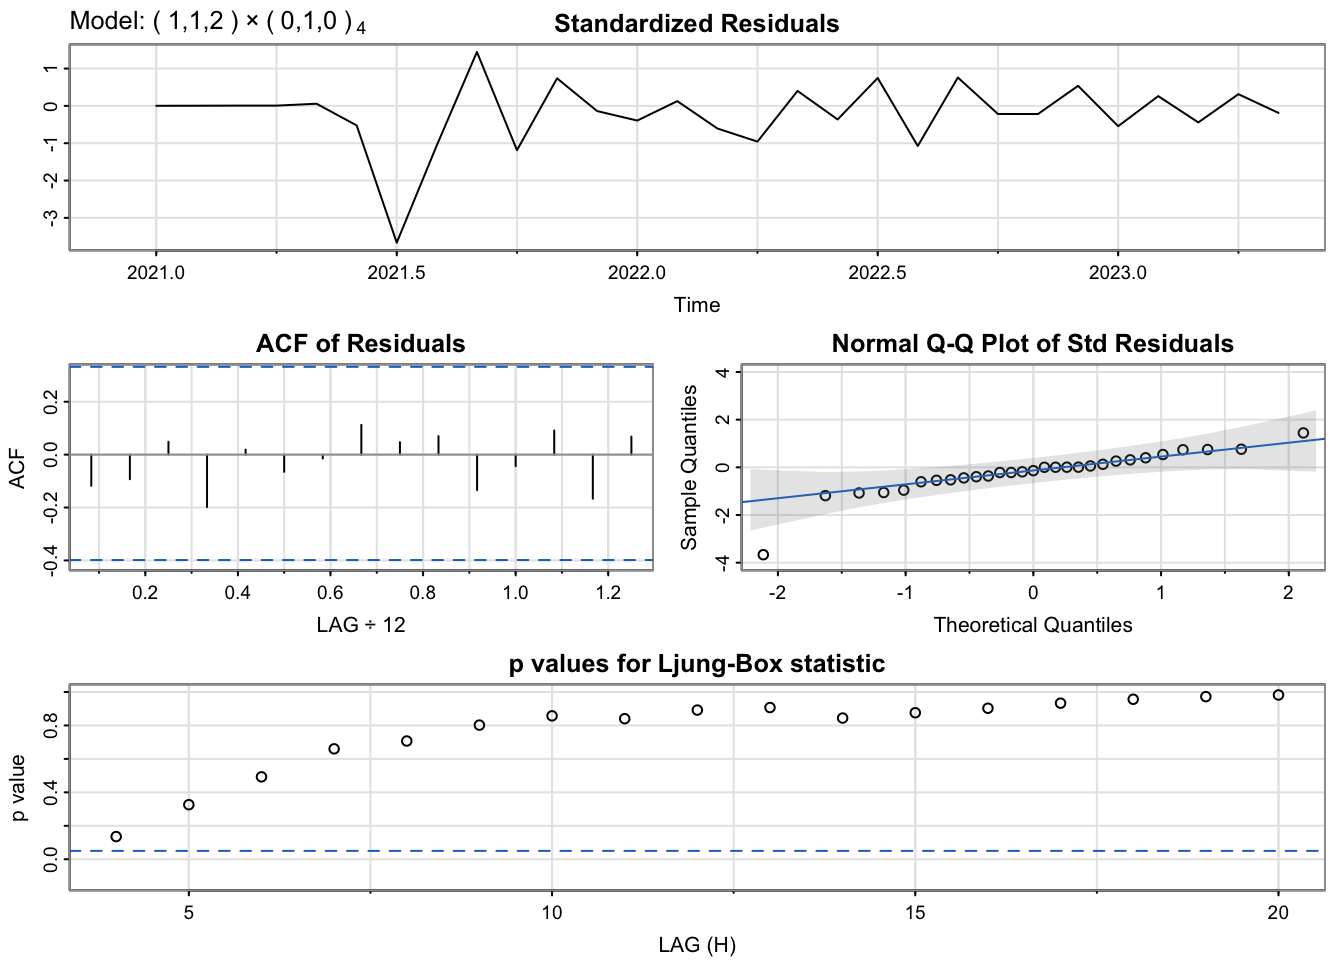 Model: ( 1,1,2 ) × ( 0,1,0 ) 4
Standardized Residuals
1
0
-1
-2
-3
2021.0 2021.5 2022.0 2022.5 2023.0
Time
ACF of Residuals
ACF
0.2
0.0
-0.2
-0.4
0.2 0.4 0.6 0.8 1.0 1.2
LAG ÷ 12
Normal Q-Q Plot of Std Residuals
Sample Quantiles
4
2
0
-2
-4
-2 -1 0 1 2
Theoretical Quantiles
p values for Ljung-Box statistic
p value
0.8
0.4
0.0
5 10 15 20
LAG (H)